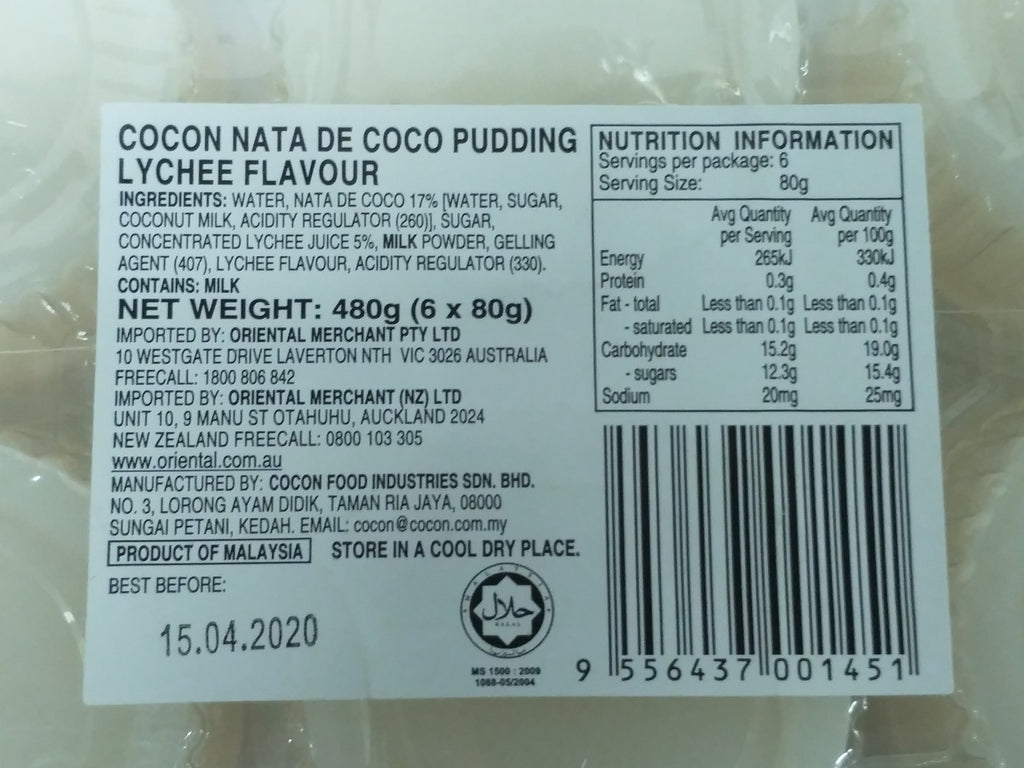 COCON NATA DE COCO PUDDING
LYCHEE FLAVOUR
INGREDIENTS: WATER, NATA DE COCO 17% [WATER, SUGAR,
COCONUT MILK, ACIDITY REGULATOR (260)], SUGAR,
CONCENTRATED LYCHEE JUICE 5%, MILK POWDER, GELLING
AGENT (407), LYCHEE FLAVOUR, ACIDITY REGULATOR (330).
CONTAINS: MILK
NET WEIGHT: 480g (6 x 80g)
IMPORTED BY: ORIENTAL MERCHANT PTY LTD
10 WESTGATE DRIVE LAVERTON NTH VIC 3026 AUSTRALIA
FREECALL: 1800 806 842
IMPORTED BY: ORIENTAL MERCHANT (NZ) LTD
UNIT 10, 9 MANU ST OTAHUHU, AUCKLAND 2024
NEW ZEALAND FREECALL: 0800 103 305
www.oriental.com.au
MANUFACTURED BY: COCON FOOD INDUSTRIES SDN. BHD.
NO. 3, LORONG AYAM DIDIK, TAMAN RIA JAYA, 08000
SUNGAI PETANI, KEDAH. EMAIL: cocon@cocon.com.my
PRODUCT OF MALAYSIA STORE IN A COOL DRY PLACE.
BEST BEFORE:
15.04.2020
MALAYSIA
حلال
HALAL
MS 1500 : 2009
1088-05/2004
NUTRITION INFORMATION
Servings per package: 6
Serving Size: 80g
Avg Quantity Avg Quantity
per Serving per 100g
Energy 265kJ 330kJ
Protein 0.3g 0.4g
Fat - total Less than 0.1g Less than 0.1g
- saturated Less than 0.1g Less than 0.1g
Carbohydrate 15.2g 19.0g
- sugars 12.3g 15.4g
Sodium 20mg 25mg
9 556437 001451